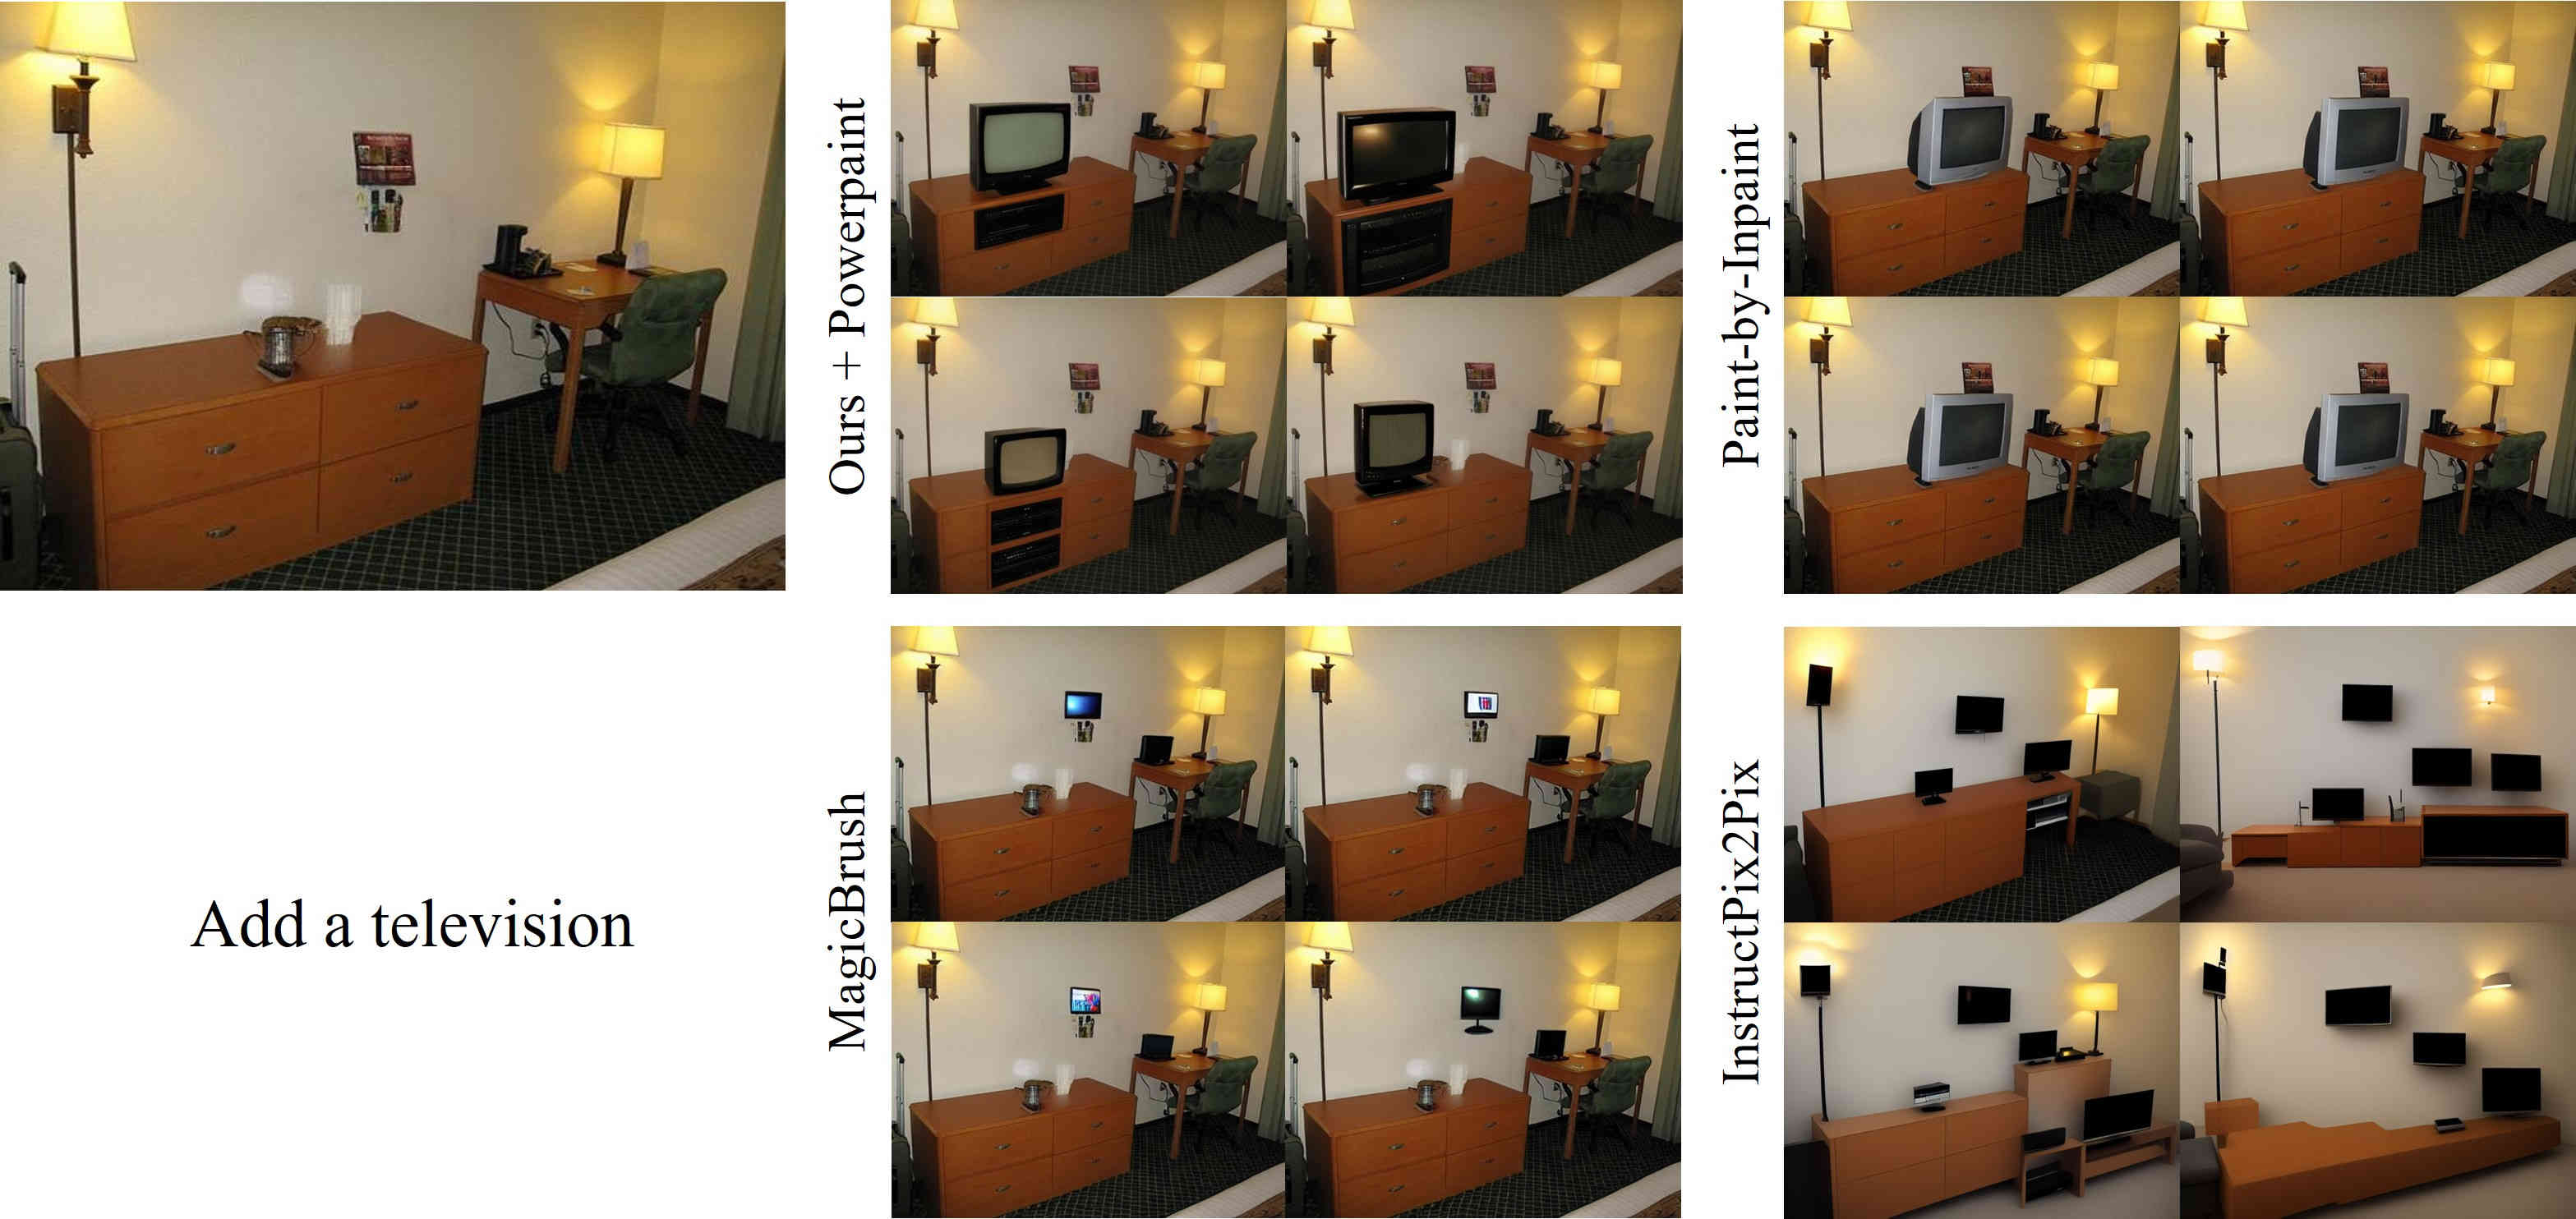 Ours + Powerpaint
Paint-by-Inpaint
Add a television
MagicBrush
InstructPix2Pix